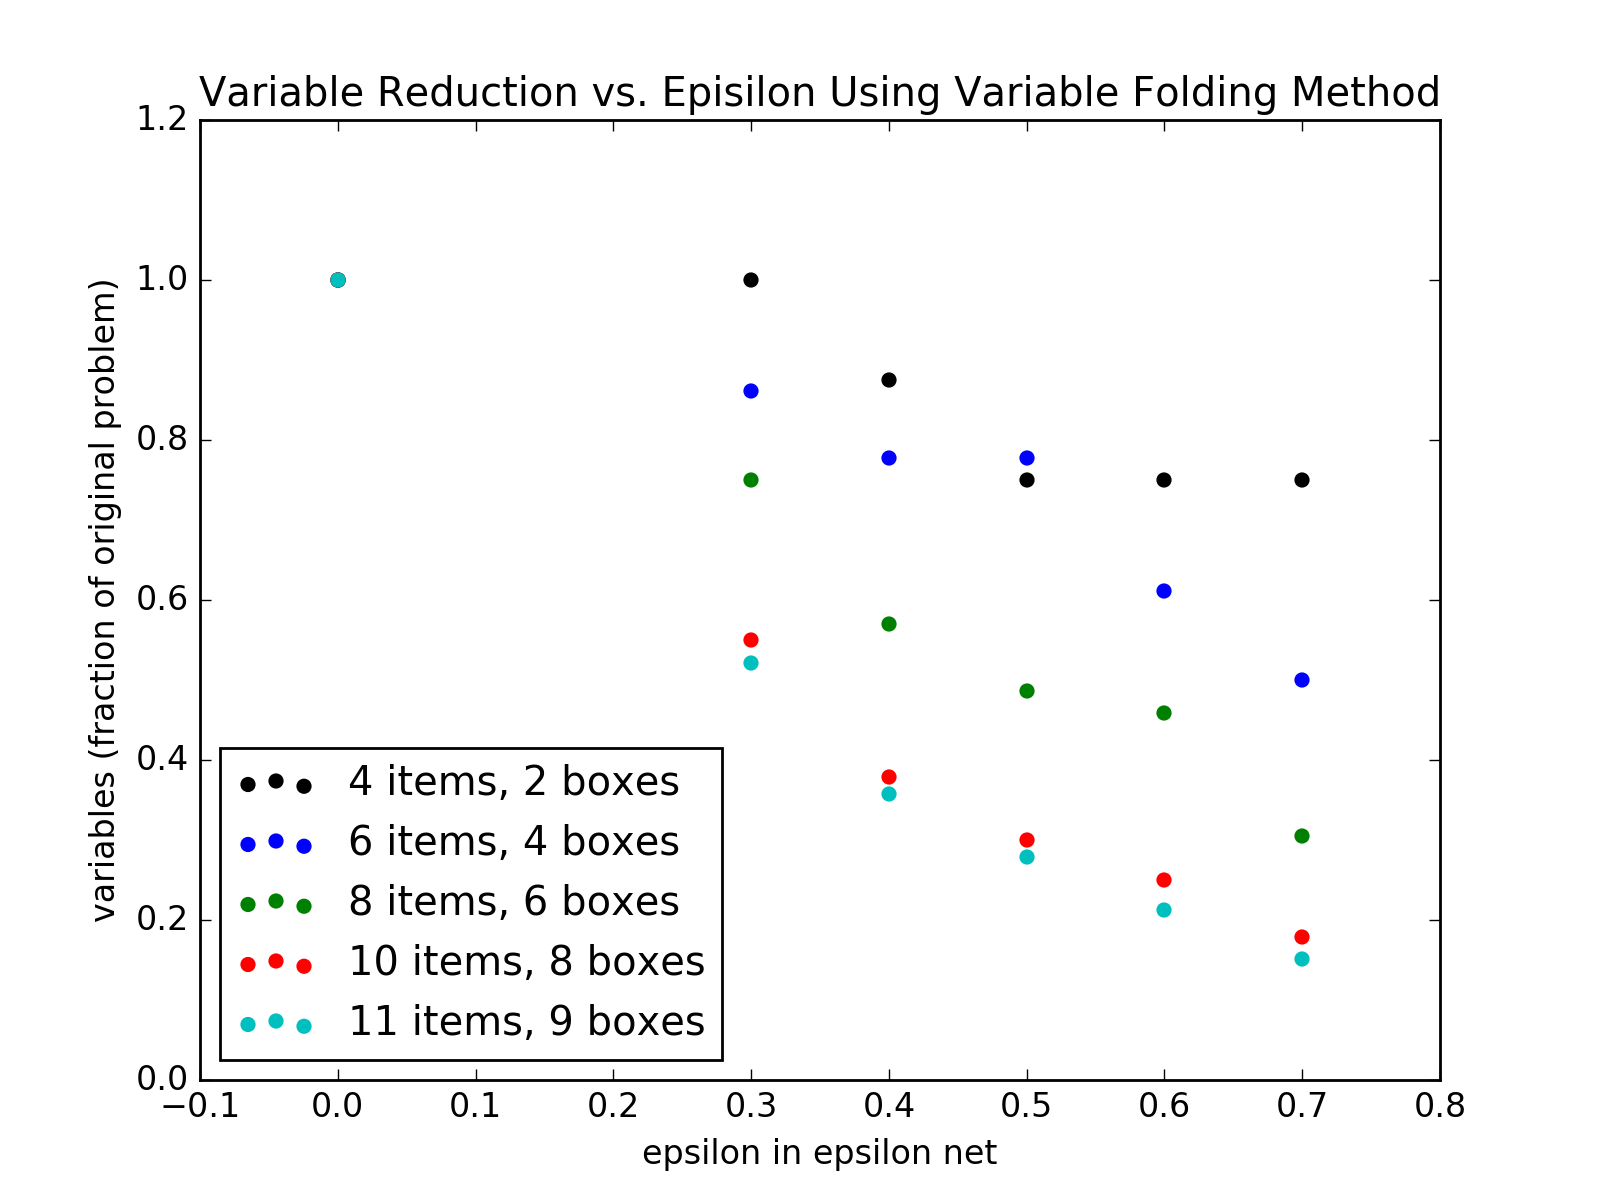 Variable Reduction vs. Episilon Using Variable Folding Method
1.2
1.0
0.8
0.6
0.4
0.2
0.0
variables (fraction of original problem)
4 items, 2 boxes
6 items, 4 boxes
8 items, 6 boxes
10 items, 8 boxes
11 items, 9 boxes
−0.1 0.0 0.1 0.2 0.3 0.4 0.5 0.6 0.7 0.8
epsilon in epsilon net